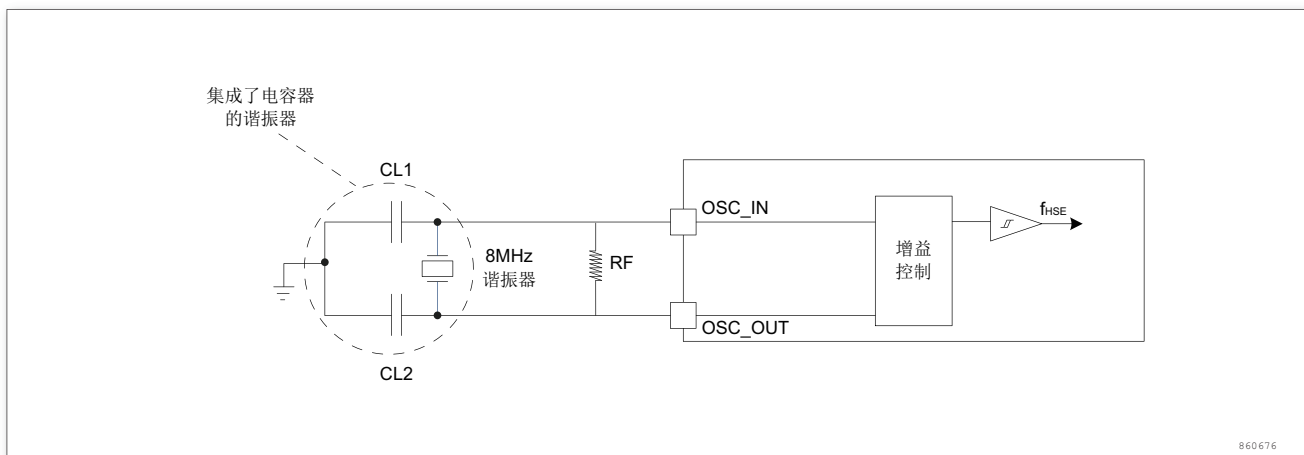 集成了电容器
的谐振器
CL1
OSC_IN
fHSE
8MHz
谐振器
RF
增益
控制
OSC_OUT
CL2
860676